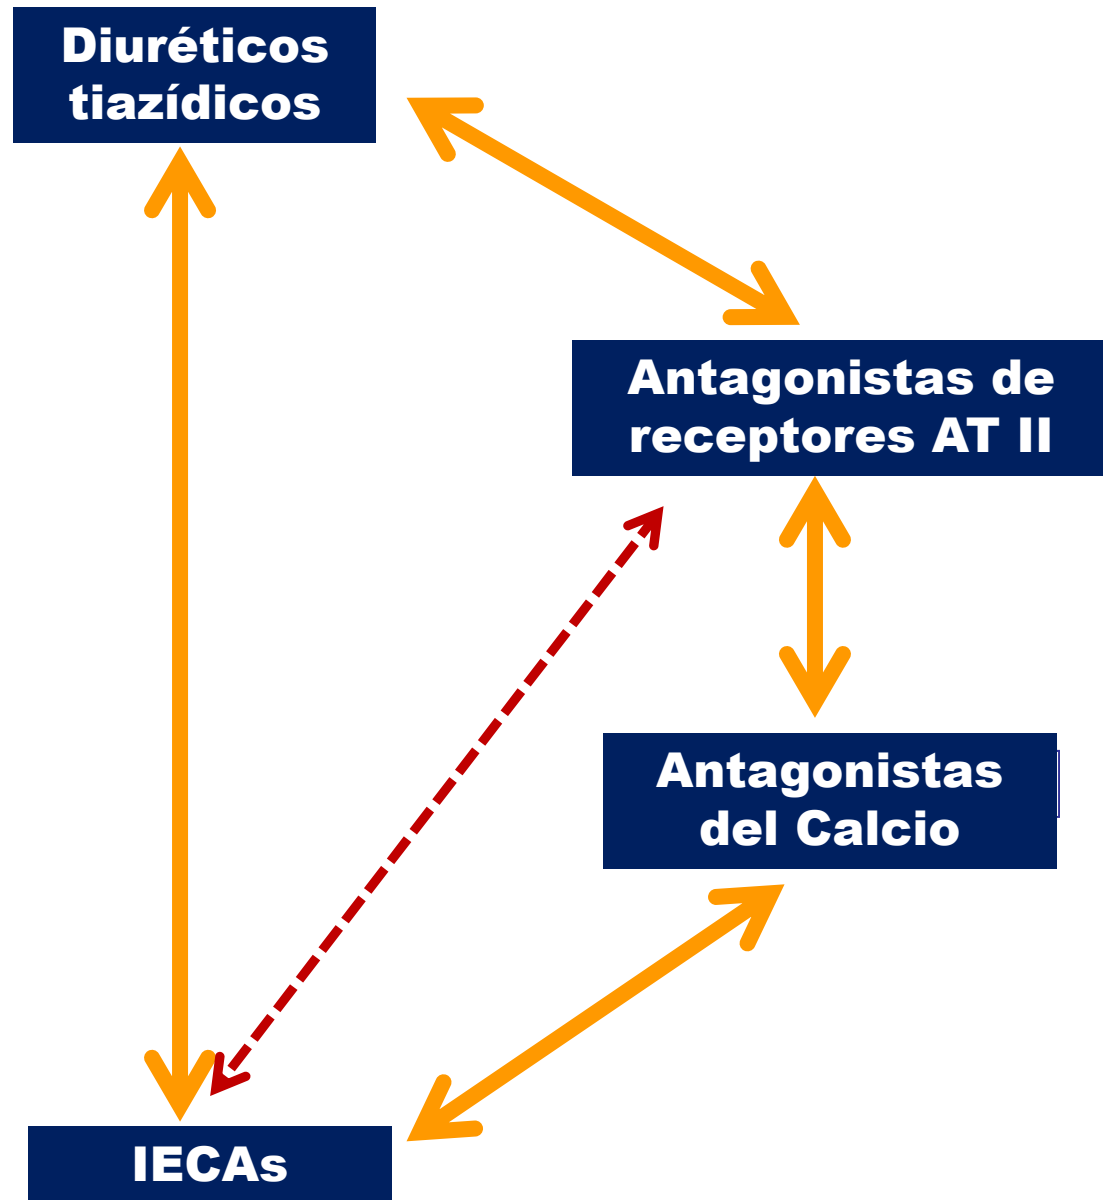 Diuréticos
tiazídicos
Antagonistas de
receptores AT II
Antagonistas
del Calcio
IECAs